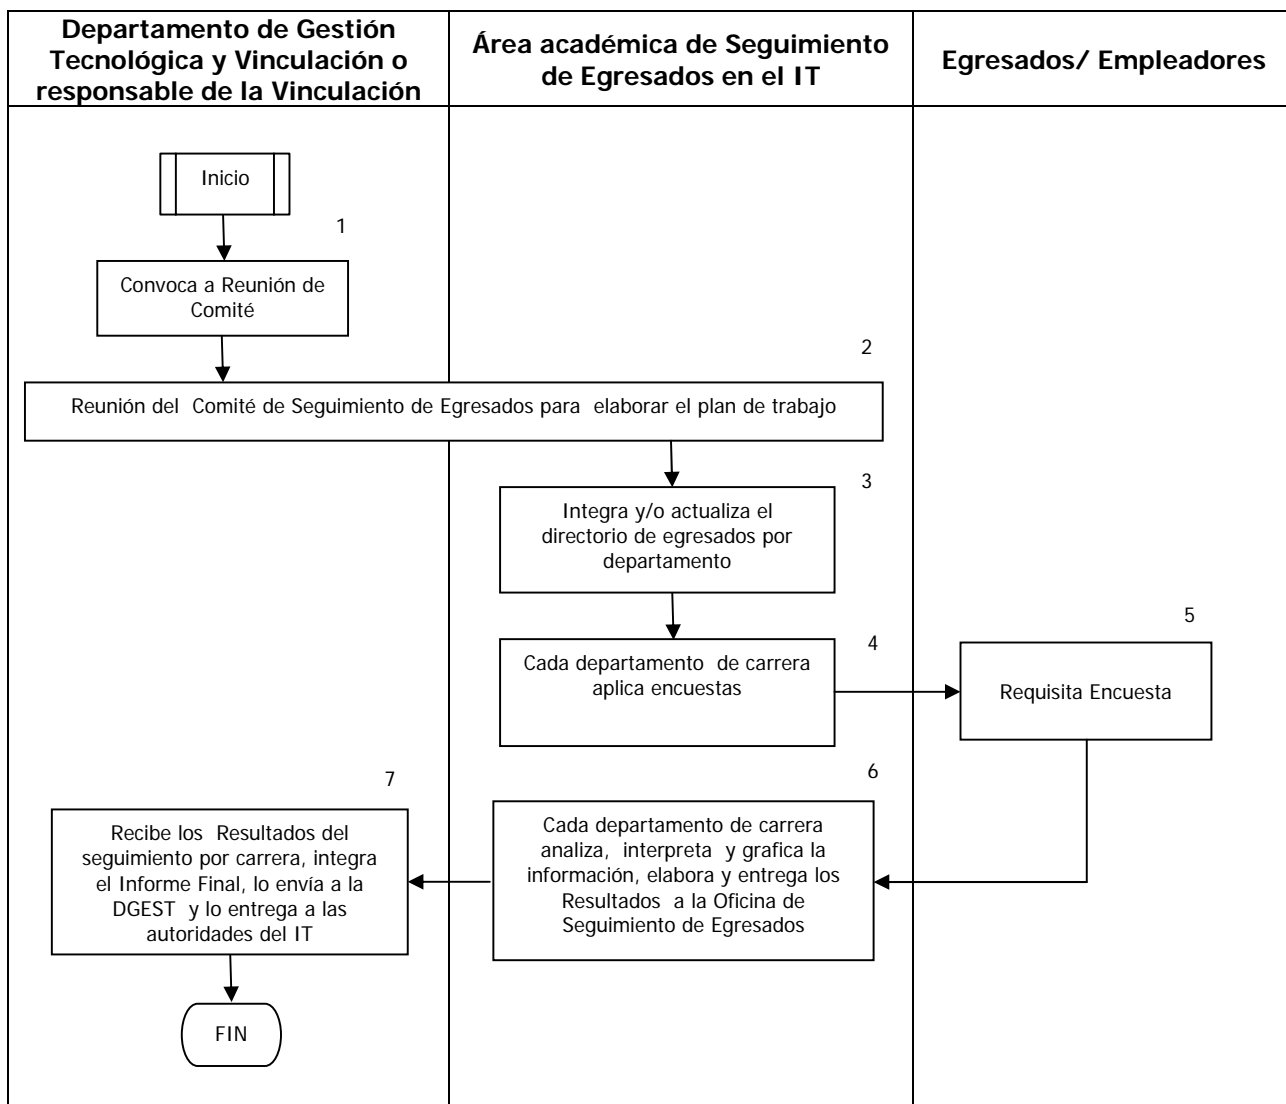 Departamento de Gestión
Tecnológica y Vinculación o
responsable de la Vinculación
Área académica de Seguimiento
de Egresados en el IT
Egresados/ Empleadores
Inicio
1
Convoca a Reunión de
Comité
2
Reunión del Comité de Seguimiento de Egresados para elaborar el plan de trabajo
3
Integra y/o actualiza el
directorio de egresados por
departamento
4
Cada departamento de carrera
aplica encuestas
5
Requisita Encuesta
6
Cada departamento de carrera
analiza, interpreta y grafica la
información, elabora y entrega los
Resultados a la Oficina de
Seguimiento de Egresados
7
Recibe los Resultados del
seguimiento por carrera, integra
el Informe Final, lo envía a la
DGEST y lo entrega a las
autoridades del IT
FIN